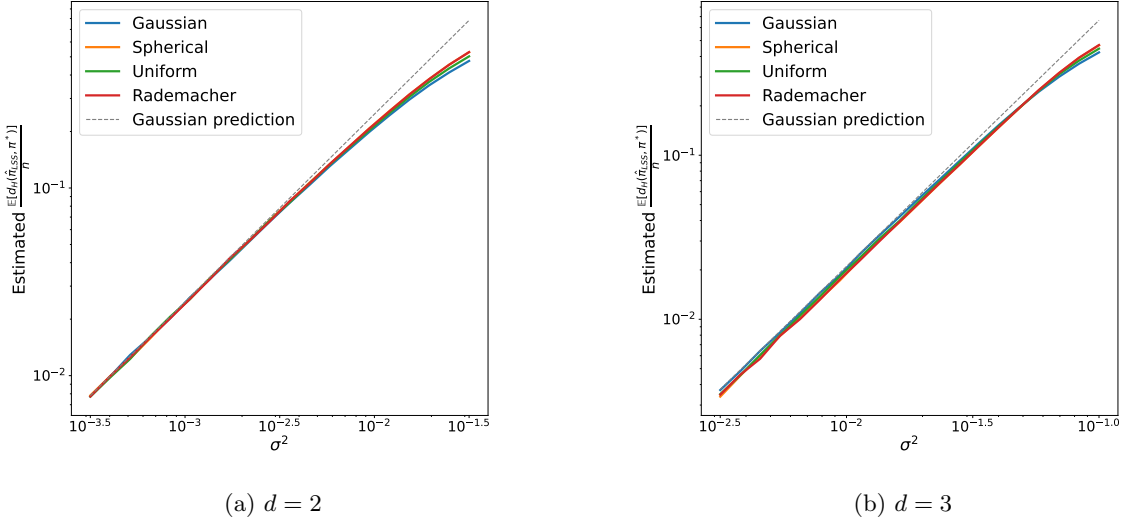 Gaussian
Spherical
Uniform
Rademacher
Gaussian prediction
Estimated 𝔼[d_H(π̂_LSS, π*)] / n
10⁻¹
10⁻²
10⁻³·⁵
10⁻³
10⁻²·⁵
10⁻²
10⁻¹·⁵
σ²
(a) d = 2
Gaussian
Spherical
Uniform
Rademacher
Gaussian prediction
Estimated 𝔼[d_H(π̂_LSS, π*)] / n
10⁻¹
10⁻²
10⁻²·⁵
10⁻²
10⁻¹·⁵
10⁻¹·⁰
σ²
(b) d = 3